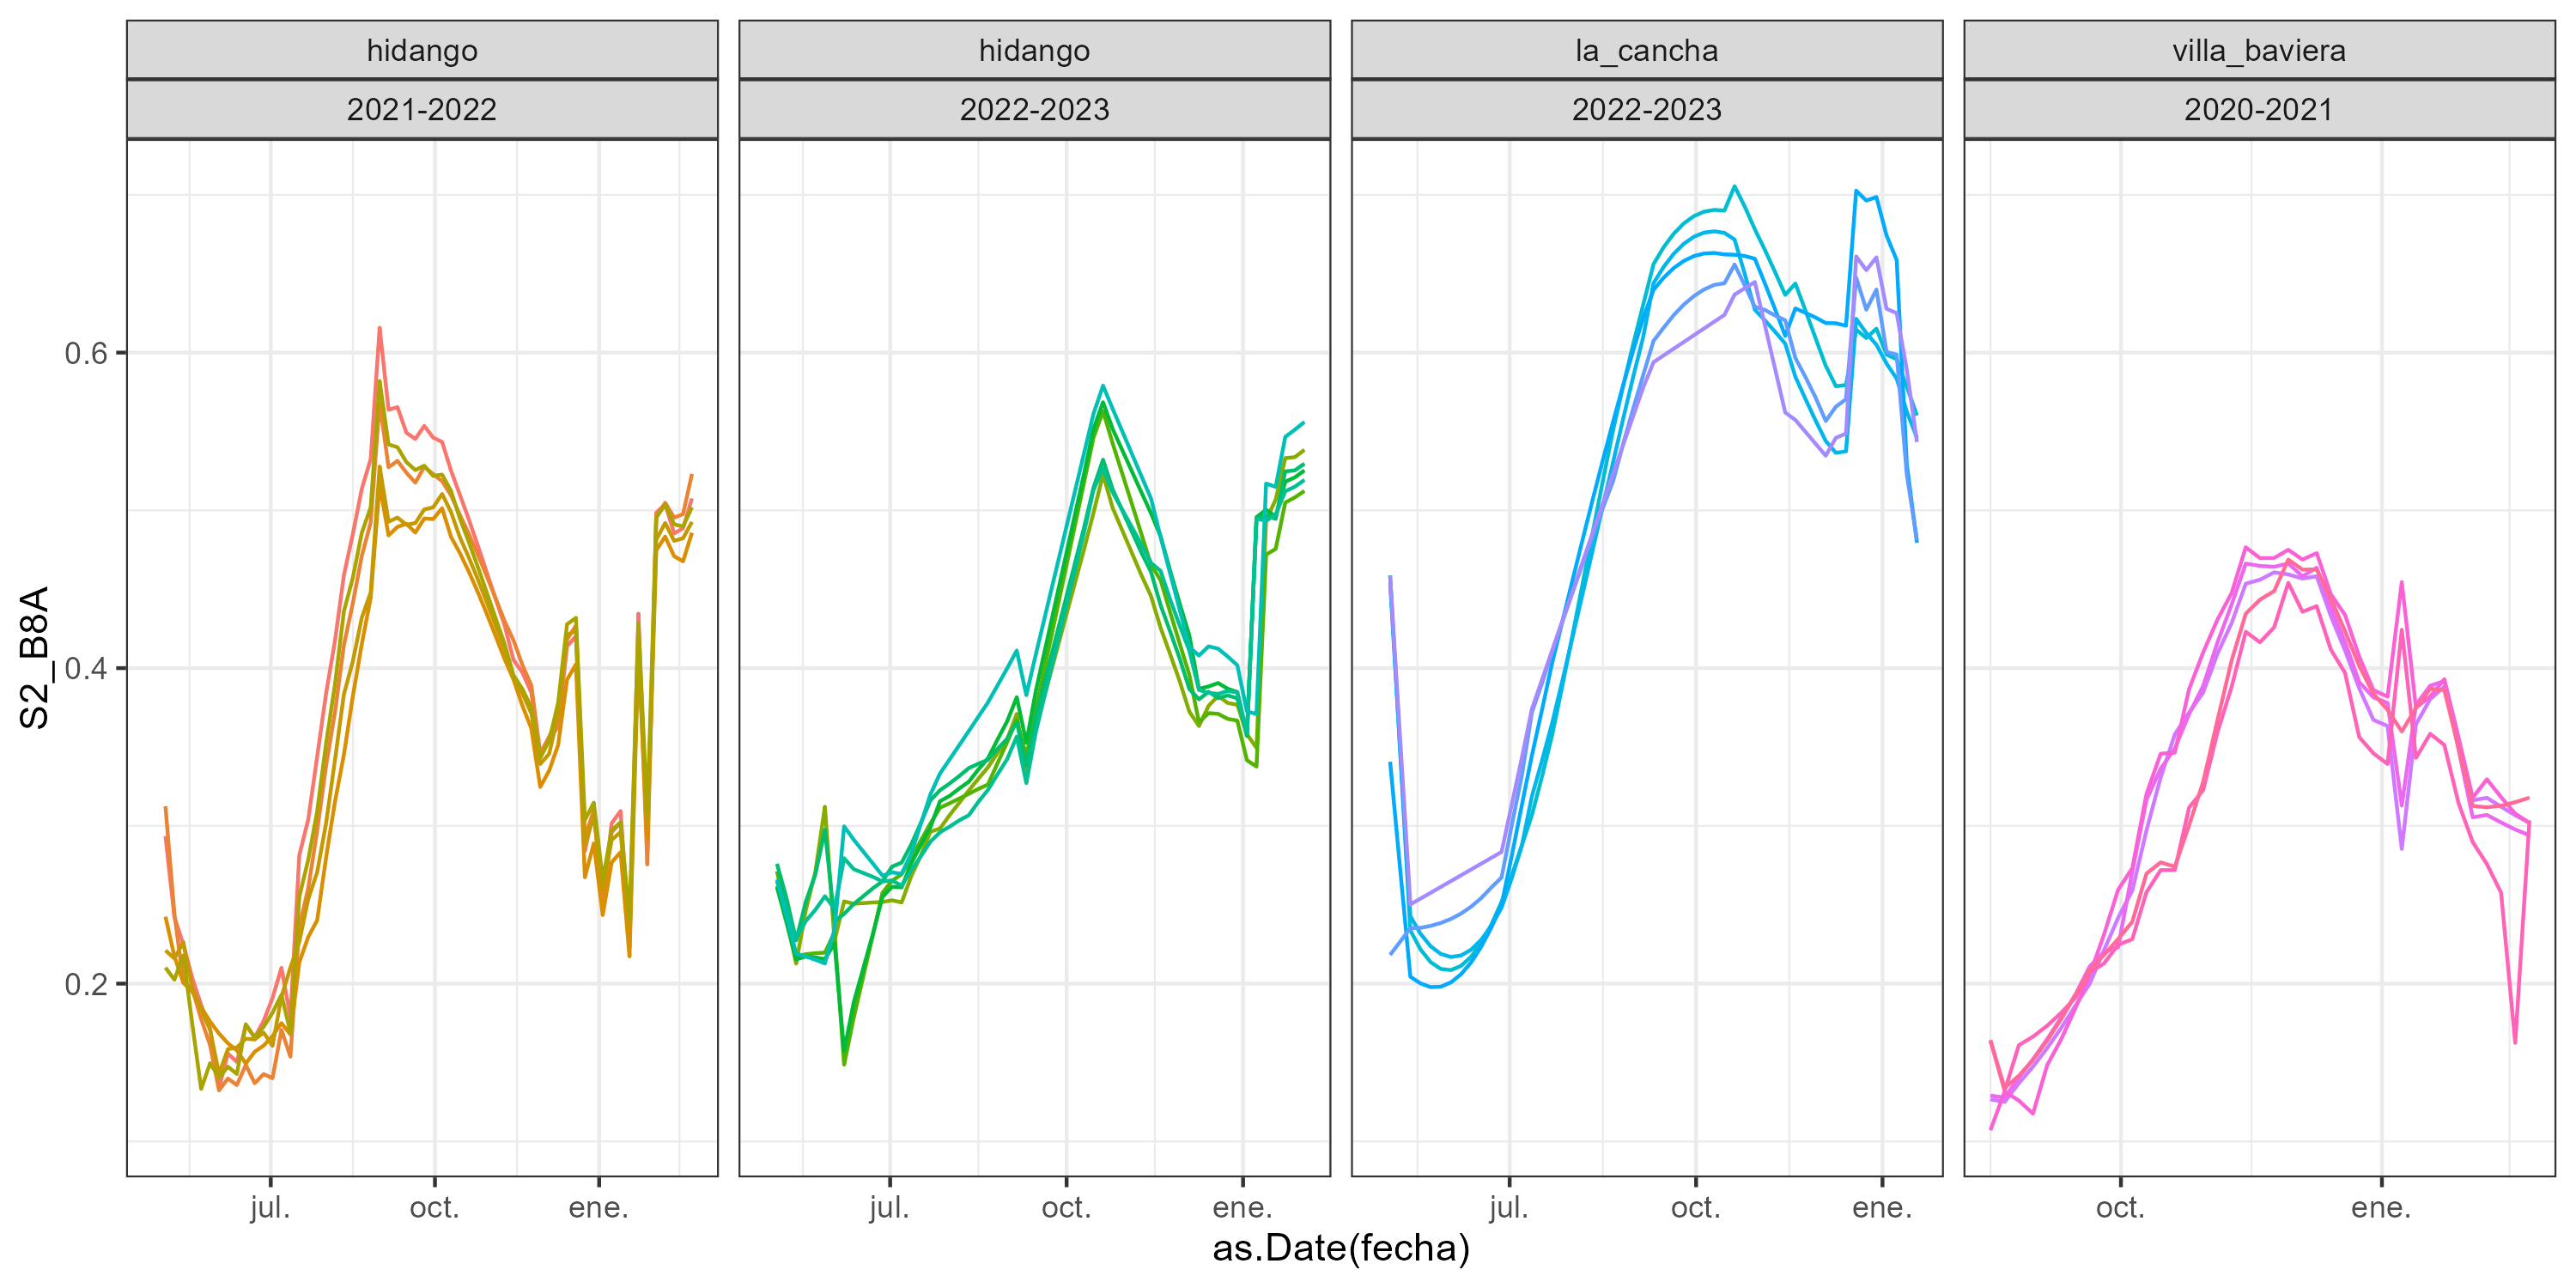 hidango hidango la_cancha villa_baviera
2021-2022 2022-2023 2022-2023 2020-2021
S2_B8A
0.6
0.4
0.2
jul. oct. ene. jul. oct. ene. jul. oct. ene. oct. ene.
as.Date(fecha)